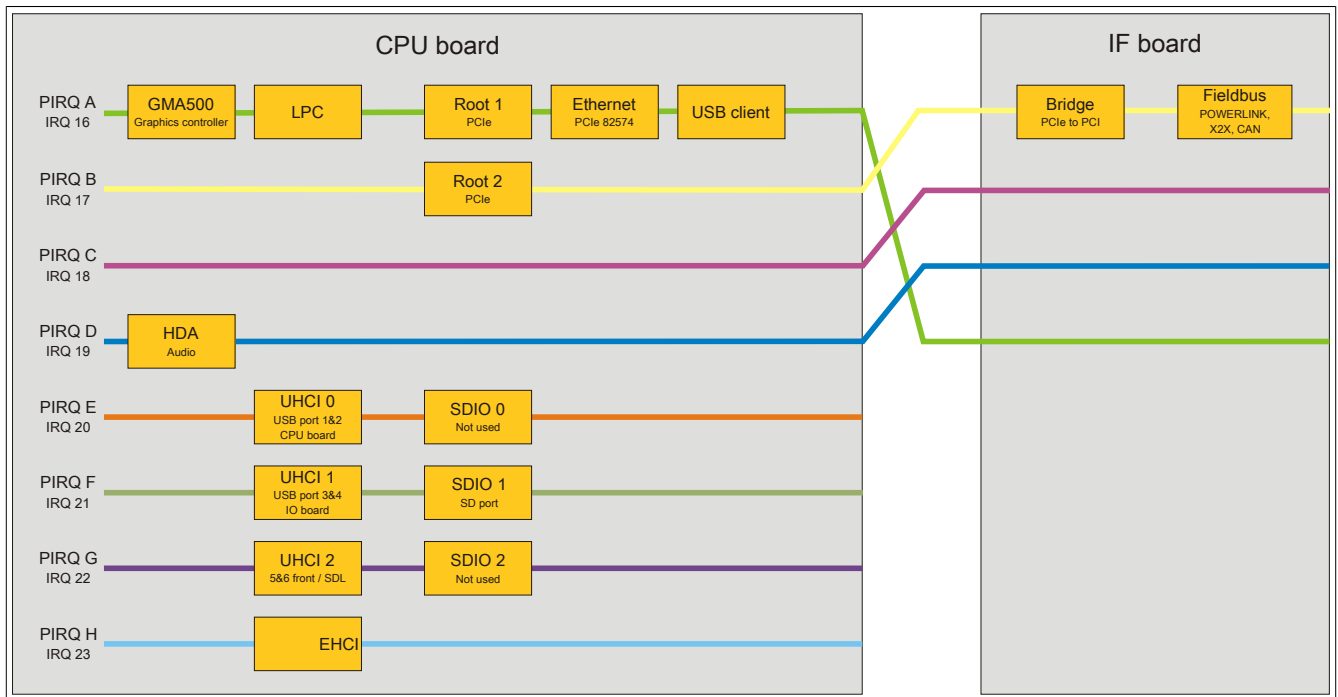 CPU board
IF board
PIRQ A
IRQ 16
GMA500
Graphics controller
LPC
Root 1
PCIe
Ethernet
PCIe 82574
USB client
Bridge
PCIe to PCI
Fieldbus
POWERLINK,
X2X, CAN
PIRQ B
IRQ 17
Root 2
PCIe
PIRQ C
IRQ 18
PIRQ D
IRQ 19
HDA
Audio
PIRQ E
IRQ 20
UHCI 0
USB port 1&2
CPU board
SDIO 0
Not used
PIRQ F
IRQ 21
UHCI 1
USB port 3&4
IO board
SDIO 1
SD port
PIRQ G
IRQ 22
UHCI 2
5&6 front / SDL
SDIO 2
Not used
PIRQ H
IRQ 23
EHCI